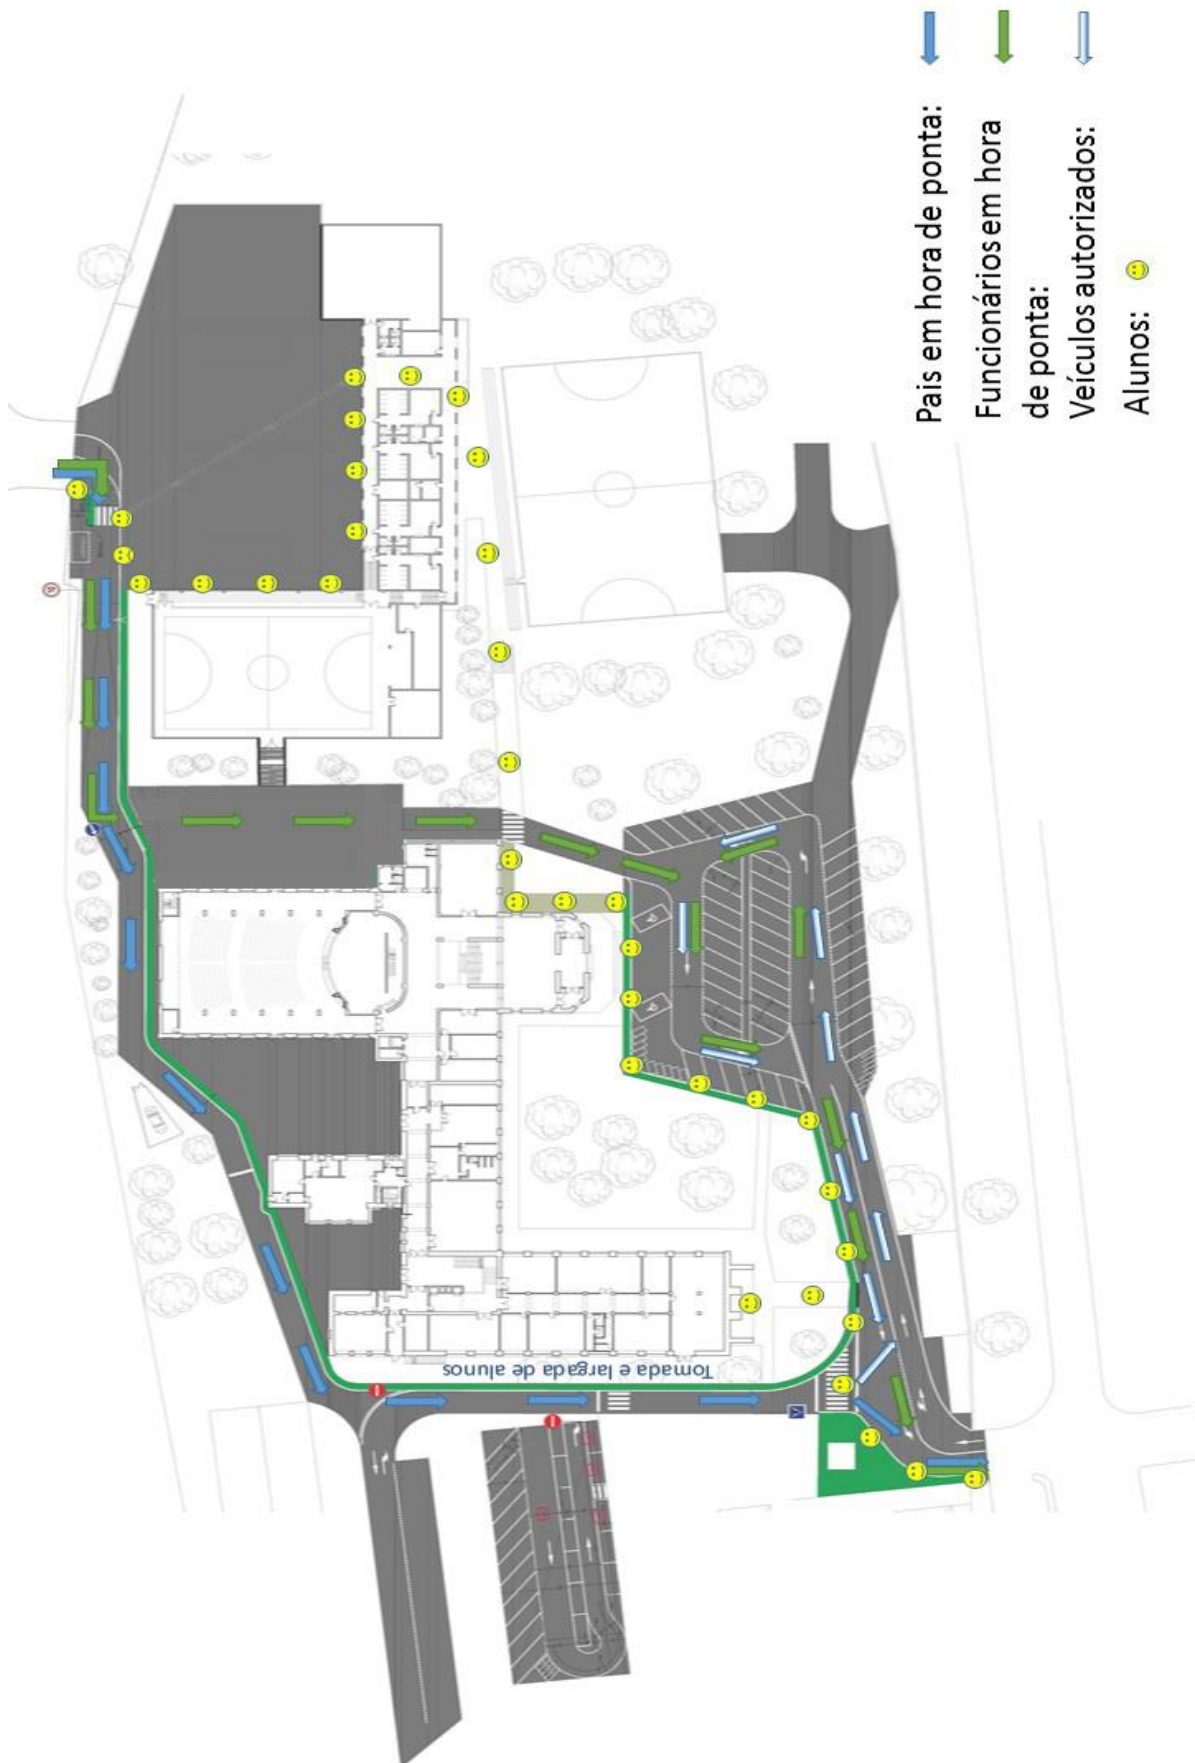 Pais em hora de ponta:
Funcionários em hora
de ponta:
Veículos autorizados:
Alunos:
Tomada e largada de alunos